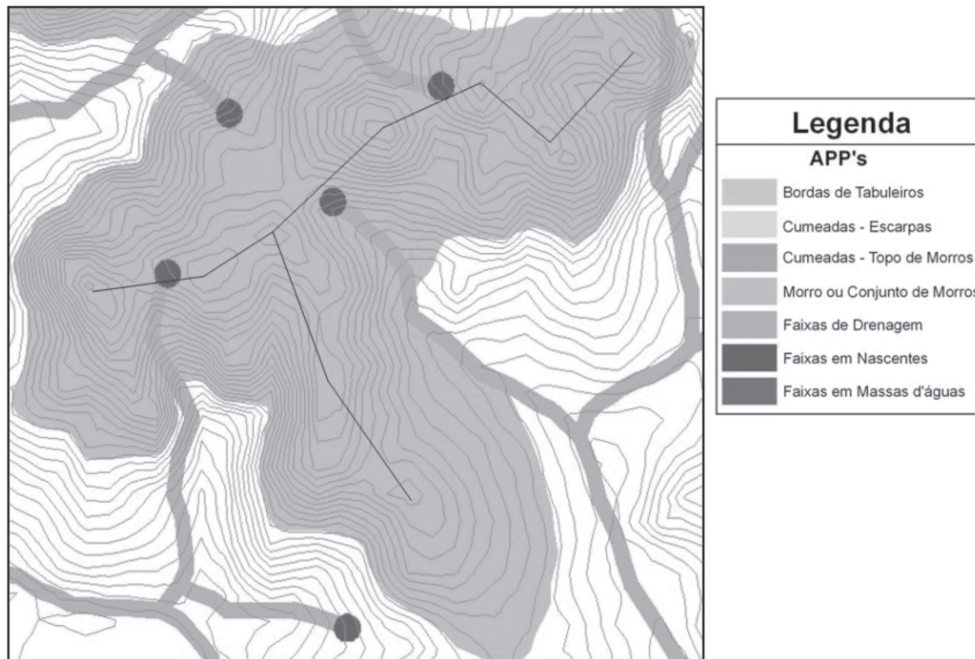 Legenda
APP's
Bordas de Tabuleiros
Cumeadas - Escarpas
Cumeadas - Topo de Morros
Morro ou Conjunto de Morros
Faixas de Drenagem
Faixas em Nascentes
Faixas em Massas d'águas